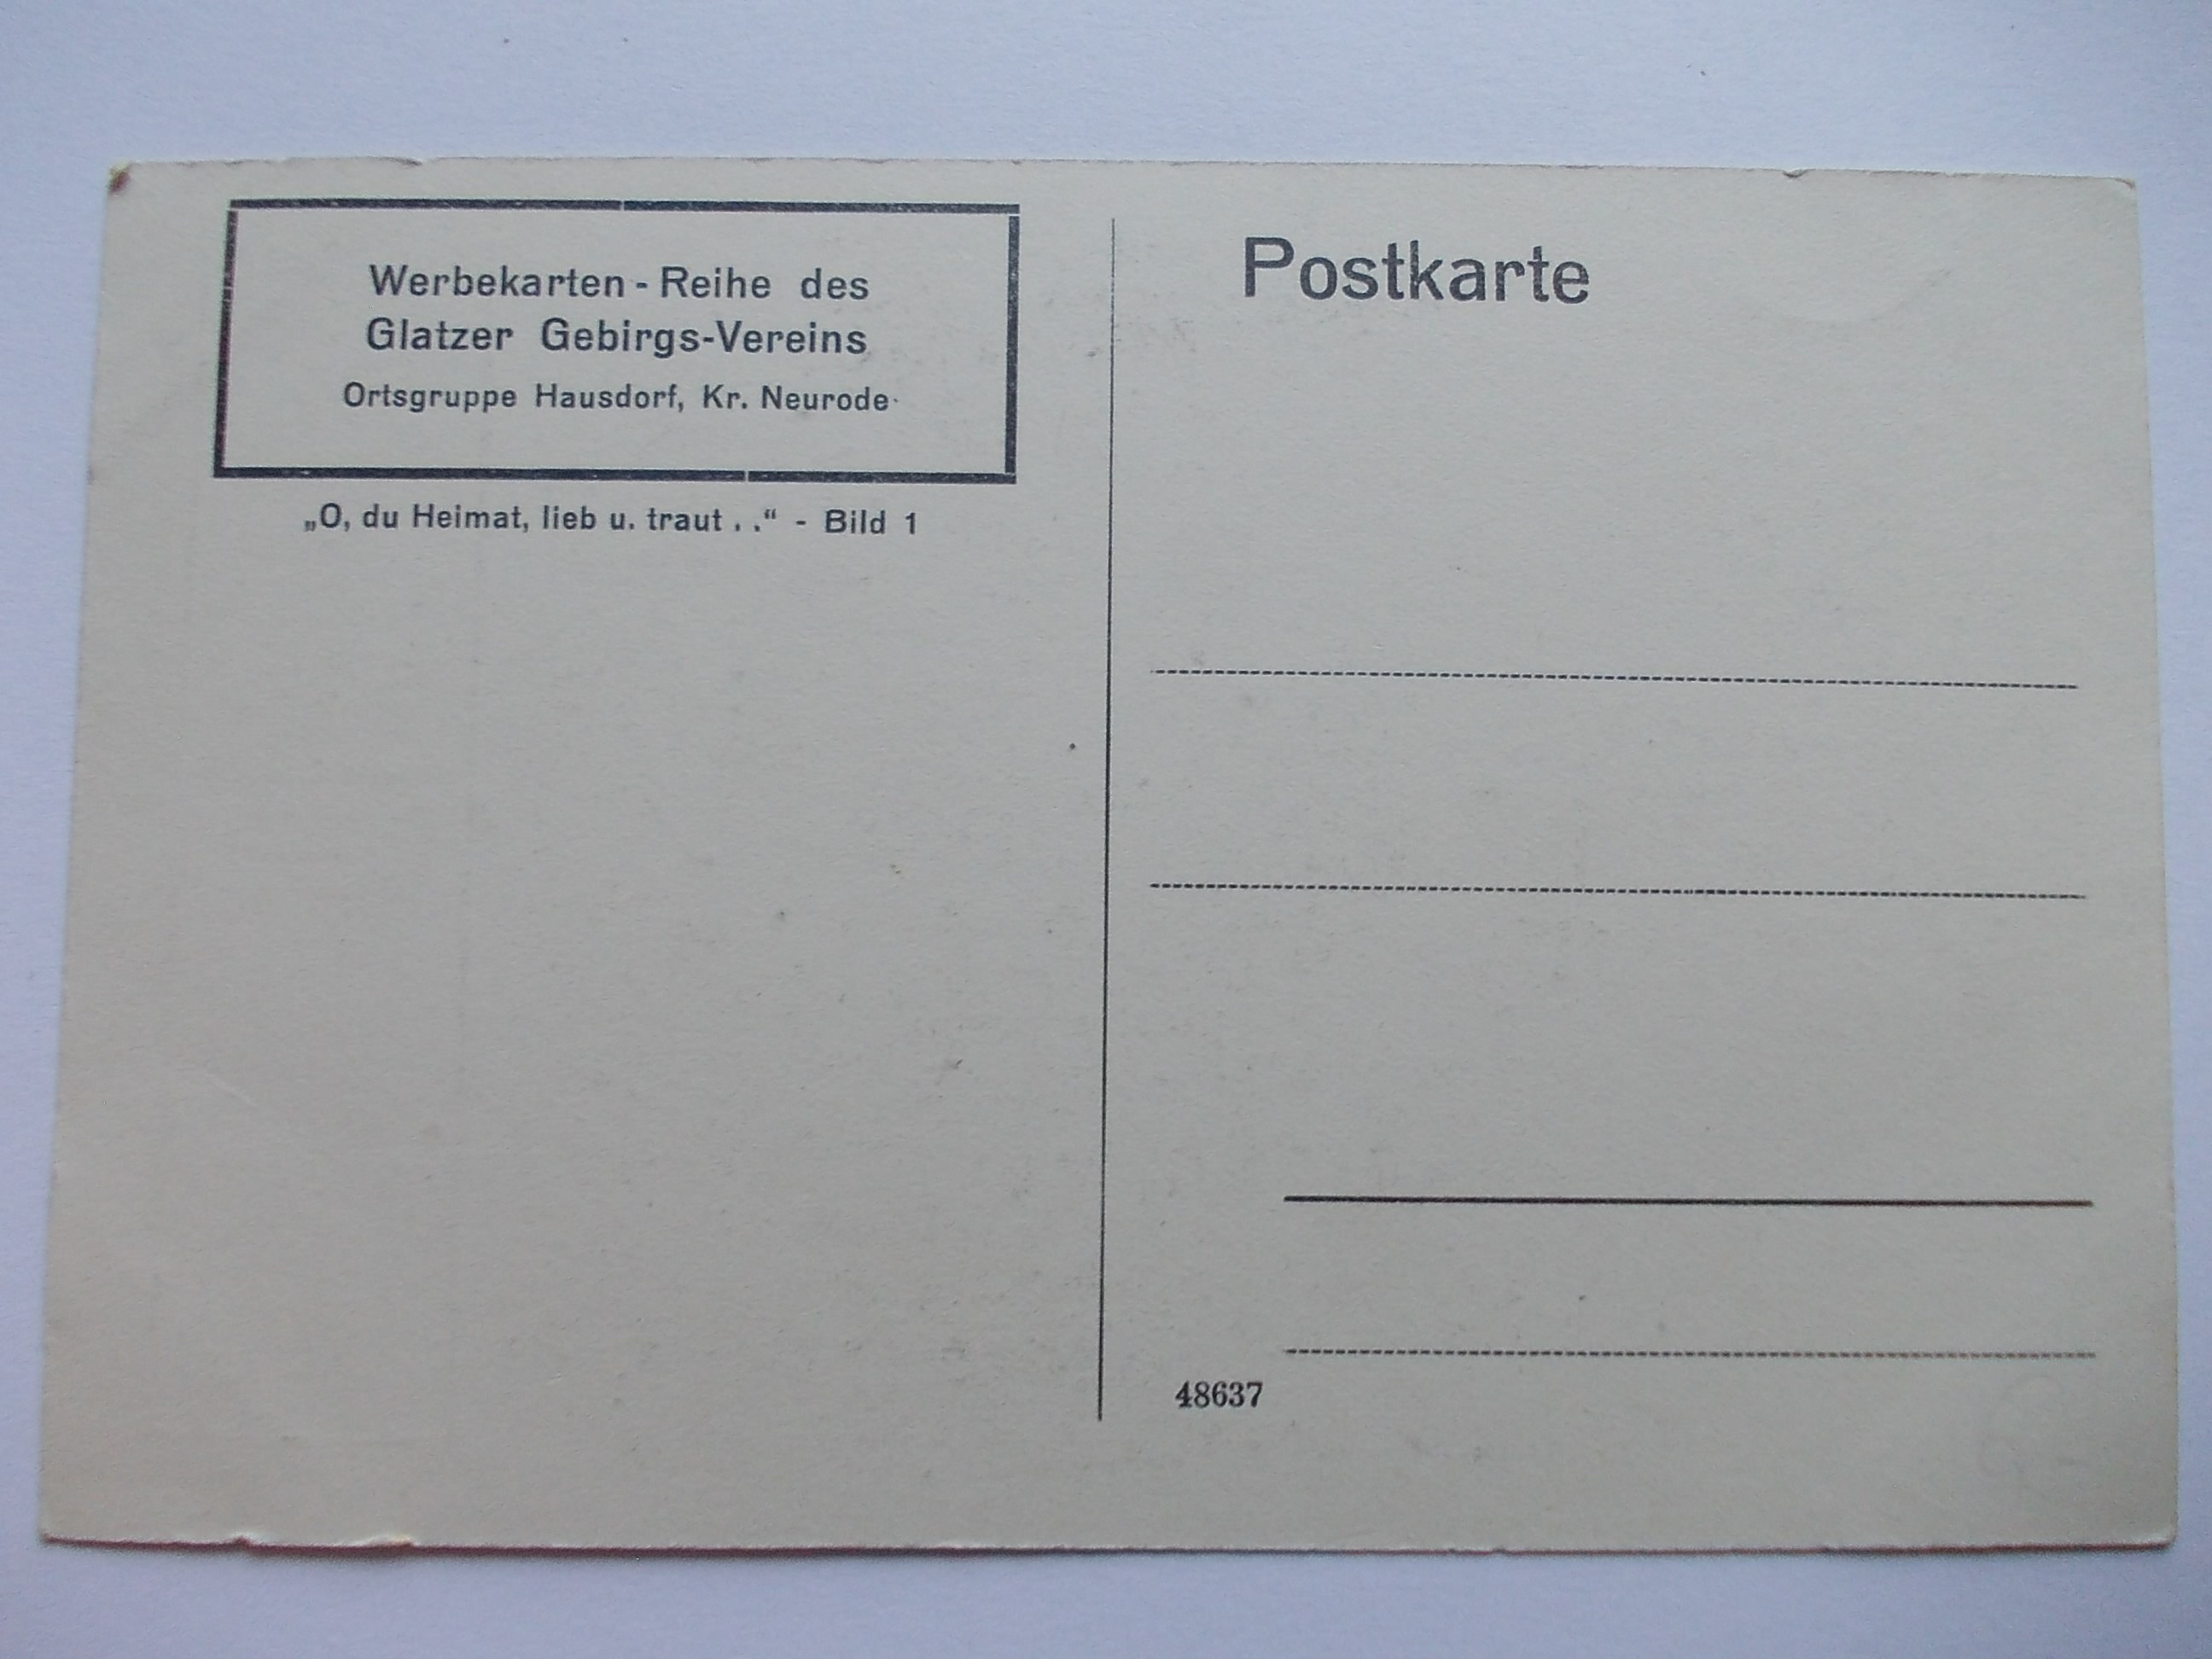 Werbekarten - Reihe des
Glatzer Gebirgs-Vereins
Ortsgruppe Hausdorf, Kr. Neurode
„O, du Heimat, lieb u. traut . .“ - Bild 1
Postkarte
48637